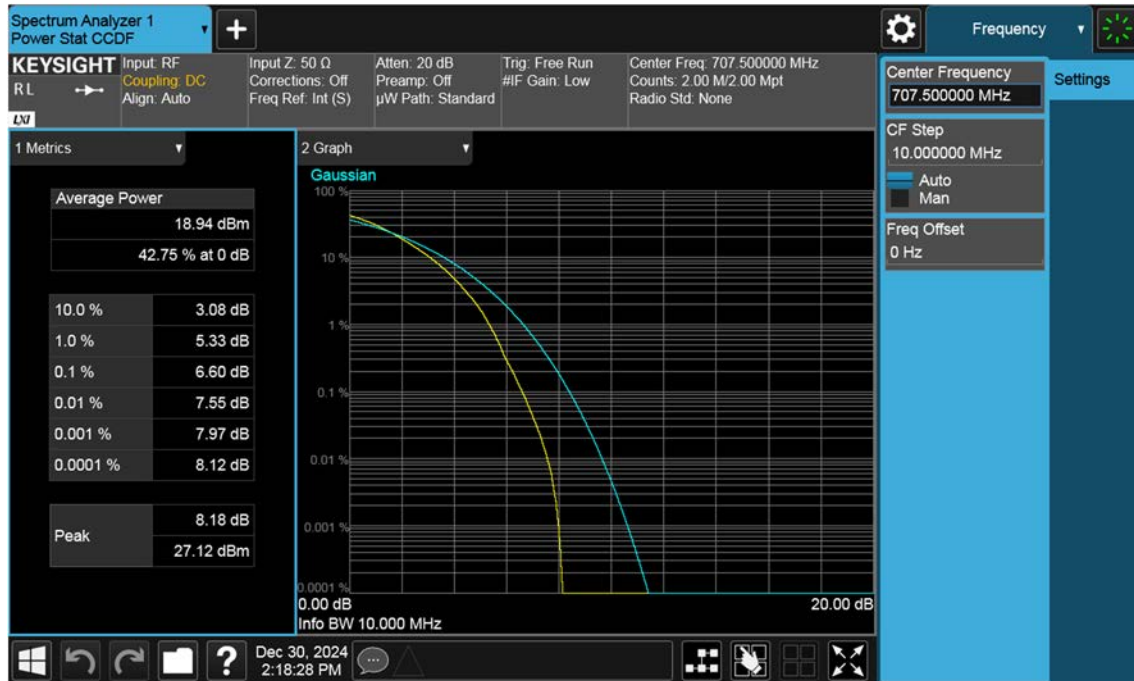 Spectrum Analyzer 1
Power Stat CCDF
+
Frequency
KEYSIGHT
R L
LXI
Input: RF
Coupling: DC
Align: Auto
Input Z: 50 Ω
Corrections: Off
Freq Ref: Int (S)
Atten: 20 dB
Preamp: Off
µW Path: Standard
Trig: Free Run
#IF Gain: Low
Center Freq: 707.500000 MHz
Counts: 2.00 M/2.00 Mpt
Radio Std: None
Center Frequency
707.500000 MHz
Settings
CF Step
10.000000 MHz
Auto
Man
Freq Offset
0 Hz
1 Metrics
Average Power
18.94 dBm
42.75 % at 0 dB
10.0 % 3.08 dB
1.0 % 5.33 dB
0.1 % 6.60 dB
0.01 % 7.55 dB
0.001 % 7.97 dB
0.0001 % 8.12 dB
Peak
8.18 dB
27.12 dBm
2 Graph
Gaussian
100 %
10 %
1 %
0.1 %
0.01 %
0.001 %
0.0001 %
0.00 dB 20.00 dB
Info BW 10.000 MHz
?
Dec 30, 2024
2:18:28 PM